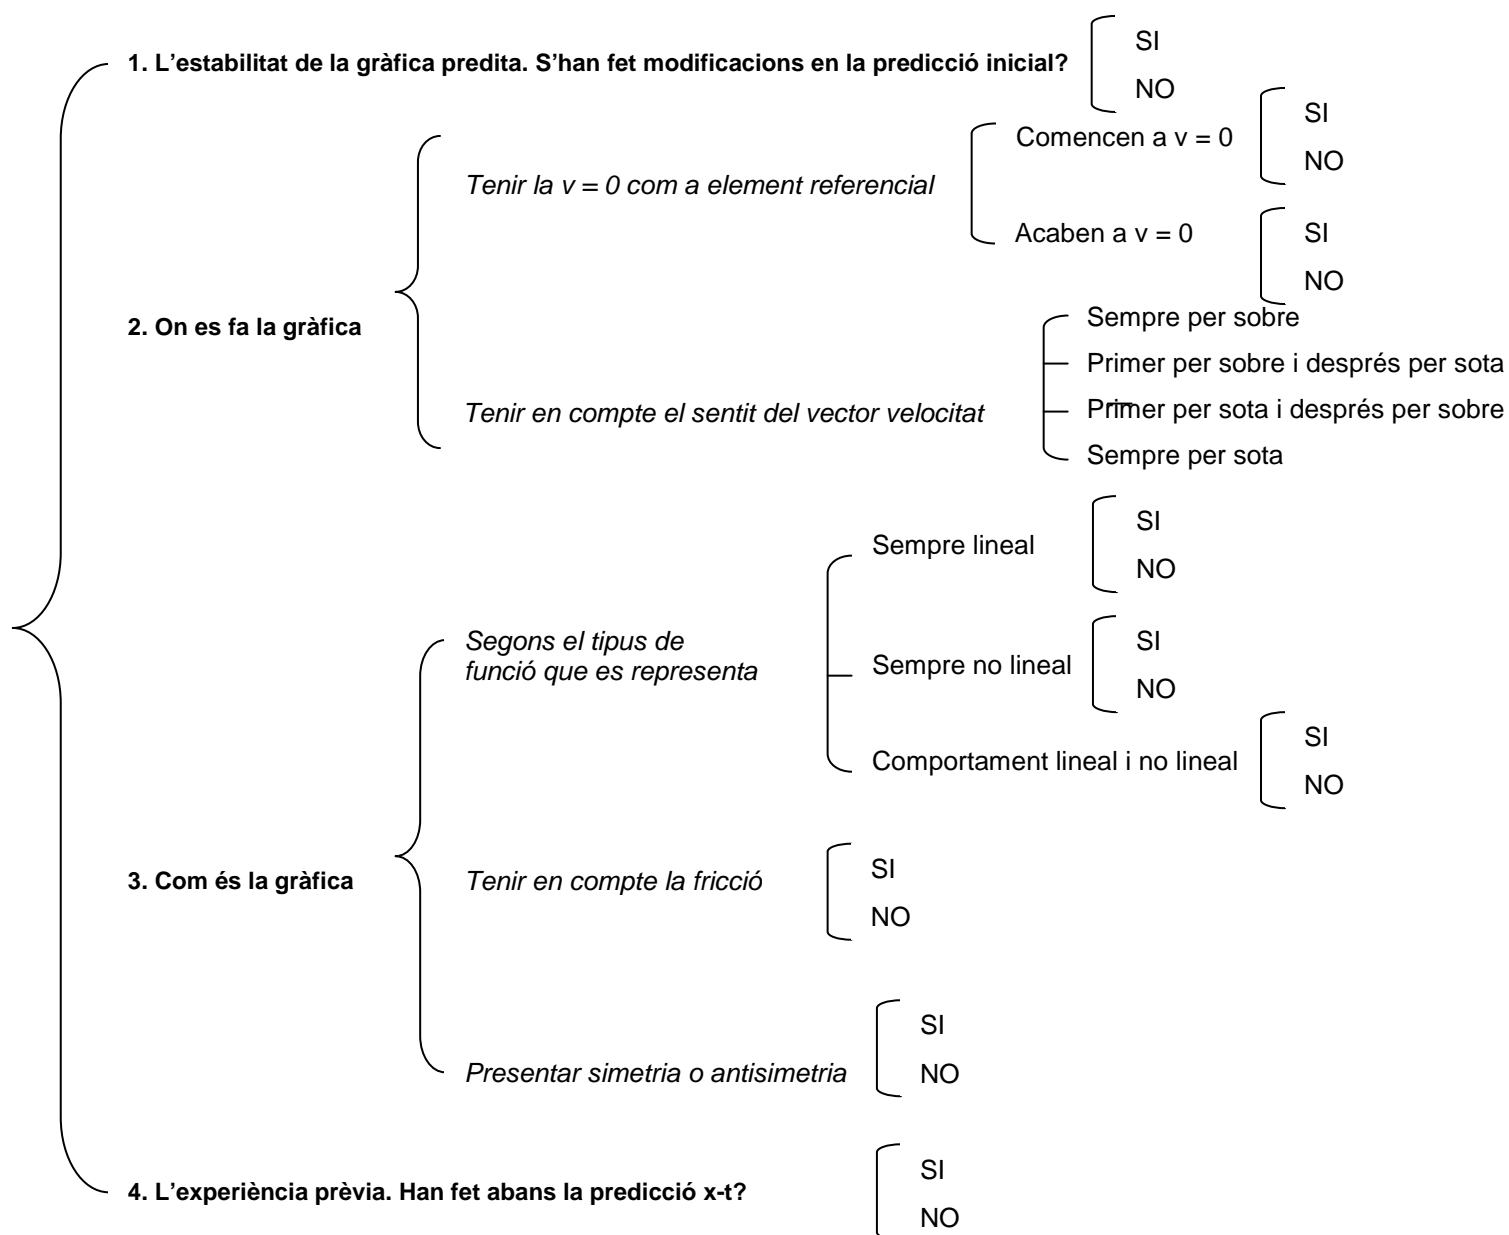 1. L’estabilitat de la gràfica predita. S’han fet modificacions en la predicció inicial?
SI
NO
2. On es fa la gràfica
Tenir la v = 0 com a element referencial
Comencen a v = 0
SI
NO
Acaben a v = 0
SI
NO
Tenir en compte el sentit del vector velocitat
Sempre per sobre
Primer per sobre i després per sota
Primer per sota i després per sobre
Sempre per sota
3. Com és la gràfica
Segons el tipus de
funció que es representa
Sempre lineal
SI
NO
Sempre no lineal
SI
NO
Comportament lineal i no lineal
SI
NO
Tenir en compte la fricció
SI
NO
Presentar simetria o antisimetria
SI
NO
4. L’experiència prèvia. Han fet abans la predicció x-t?
SI
NO